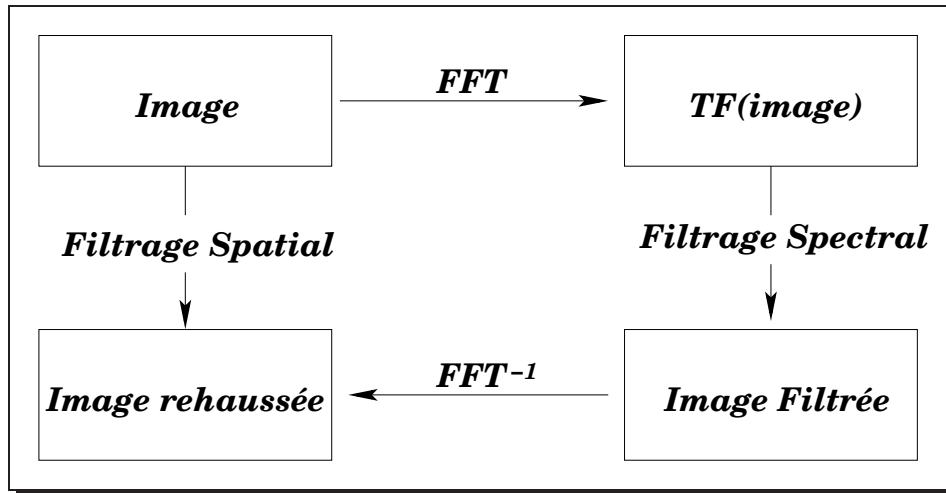 Image
FFT
TF(image)
Filtrage Spatial
Filtrage Spectral
Image rehaussée
FFT⁻¹
Image Filtrée